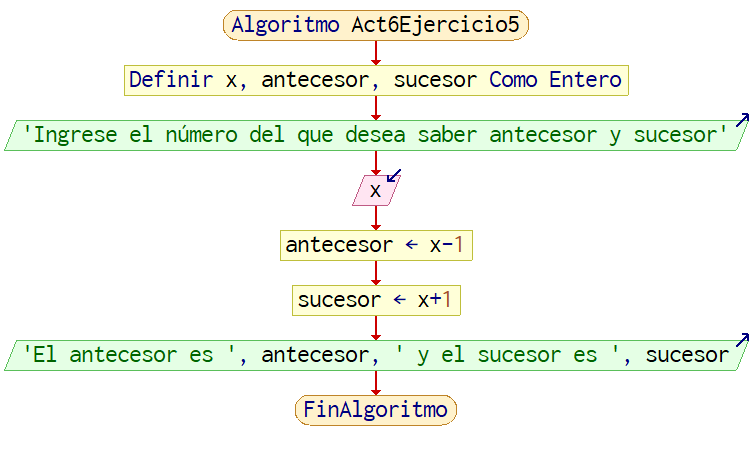 Algoritmo Act6Ejercicio5
Definir x, antecesor, sucesor Como Entero
'Ingrese el número del que desea saber antecesor y sucesor'
x
antecesor ← x-1
sucesor ← x+1
'El antecesor es ', antecesor, ' y el sucesor es ', sucesor
FinAlgoritmo